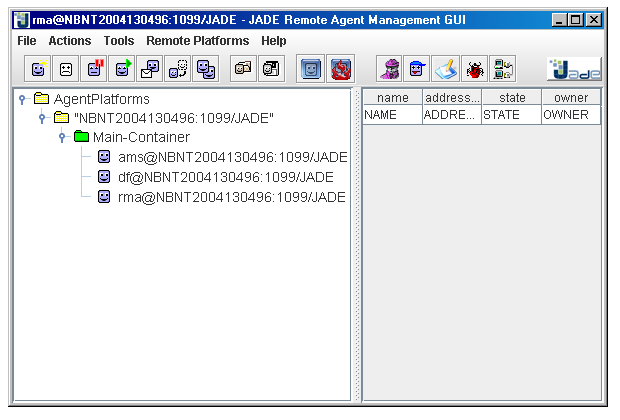 rma@NBNT2004130496:1099/JADE - JADE Remote Agent Management GUI
File Actions Tools Remote Platforms Help
Jade
AgentPlatforms
"NBNT2004130496:1099/JADE"
Main-Container
ams@NBNT2004130496:1099/JADE
df@NBNT2004130496:1099/JADE
rma@NBNT2004130496:1099/JADE
name address... state owner
NAME ADDRE... STATE OWNER